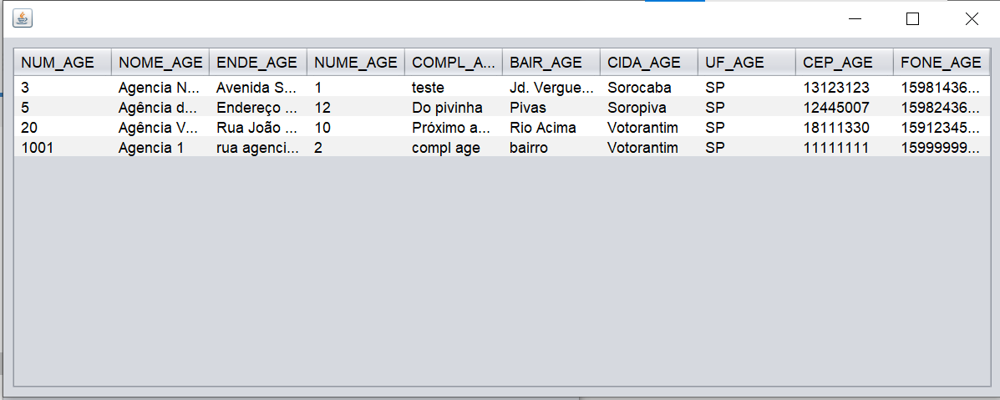 NUM_AGE NOME_AGE ENDE_AGE NUME_AGE COMPL_A... BAIR_AGE CIDA_AGE UF_AGE CEP_AGE FONE_AGE
3 Agencia N... Avenida S... 1 teste Jd. Vergue... Sorocaba SP 13123123 15981436...
5 Agência d... Endereço ... 12 Do pivinha Pivas Soropiva SP 12445007 15982436...
20 Agência V... Rua João ... 10 Próximo a... Rio Acima Votorantim SP 18111330 15912345...
1001 Agencia 1 rua agenci... 2 compl age bairro Votorantim SP 11111111 15999999...